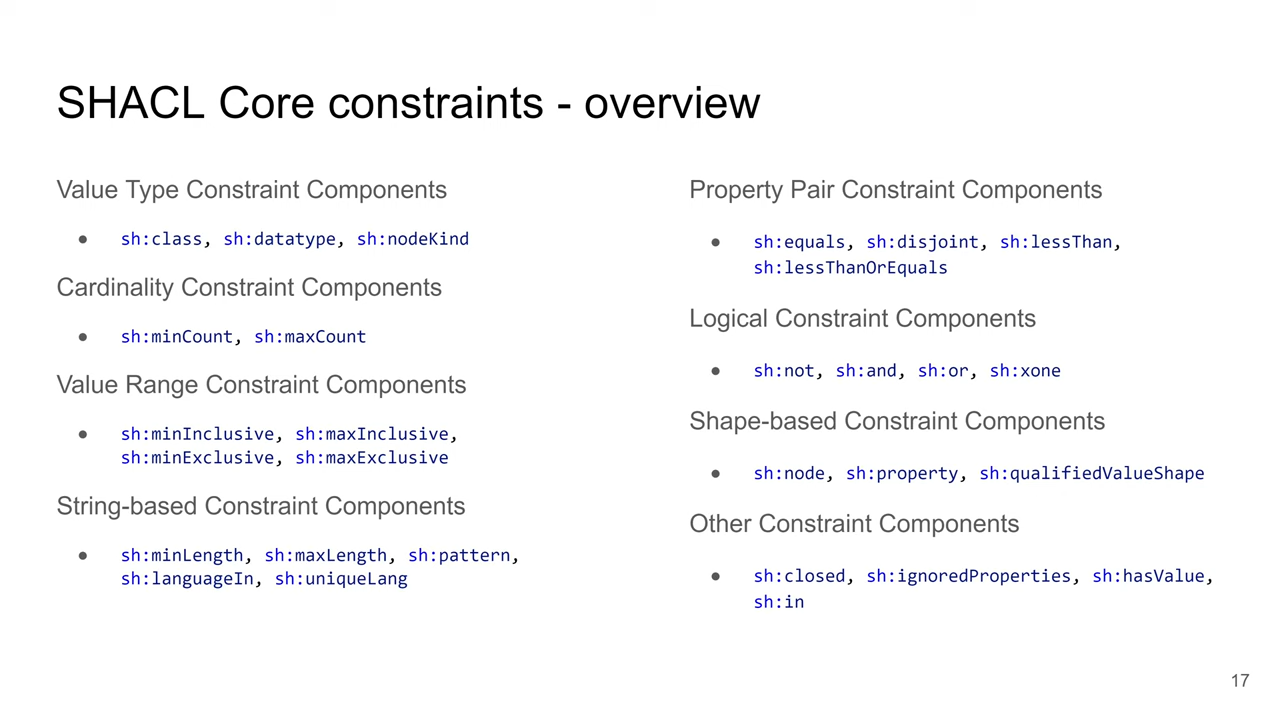 SHACL Core constraints - overview
Value Type Constraint Components
● sh:class, sh:datatype, sh:nodeKind
Cardinality Constraint Components
● sh:minCount, sh:maxCount
Value Range Constraint Components
● sh:minInclusive, sh:maxInclusive,
sh:minExclusive, sh:maxExclusive
String-based Constraint Components
● sh:minLength, sh:maxLength, sh:pattern,
sh:languageIn, sh:uniqueLang
Property Pair Constraint Components
● sh:equals, sh:disjoint, sh:lessThan,
sh:lessThanOrEquals
Logical Constraint Components
● sh:not, sh:and, sh:or, sh:xone
Shape-based Constraint Components
● sh:node, sh:property, sh:qualifiedValueShape
Other Constraint Components
● sh:closed, sh:ignoredProperties, sh:hasValue,
sh:in
17